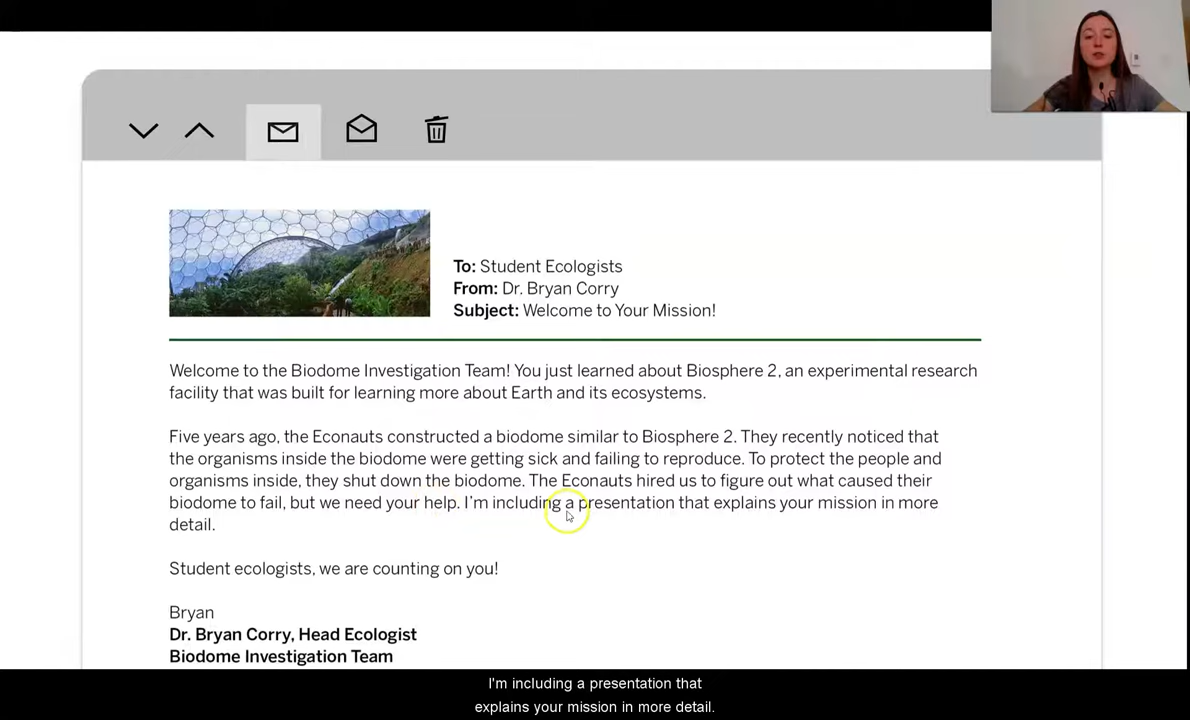 To: Student Ecologists
From: Dr. Bryan Corry
Subject: Welcome to Your Mission!
Welcome to the Biodome Investigation Team! You just learned about Biosphere 2, an experimental research
facility that was built for learning more about Earth and its ecosystems.
Five years ago, the Econauts constructed a biodome similar to Biosphere 2. They recently noticed that
the organisms inside the biodome were getting sick and failing to reproduce. To protect the people and
organisms inside, they shut down the biodome. The Econauts hired us to figure out what caused their
biodome to fail, but we need your help. I'm including a presentation that explains your mission in more
detail.
Student ecologists, we are counting on you!
Bryan
Dr. Bryan Corry, Head Ecologist
Biodome Investigation Team
I'm including a presentation that
explains your mission in more detail.